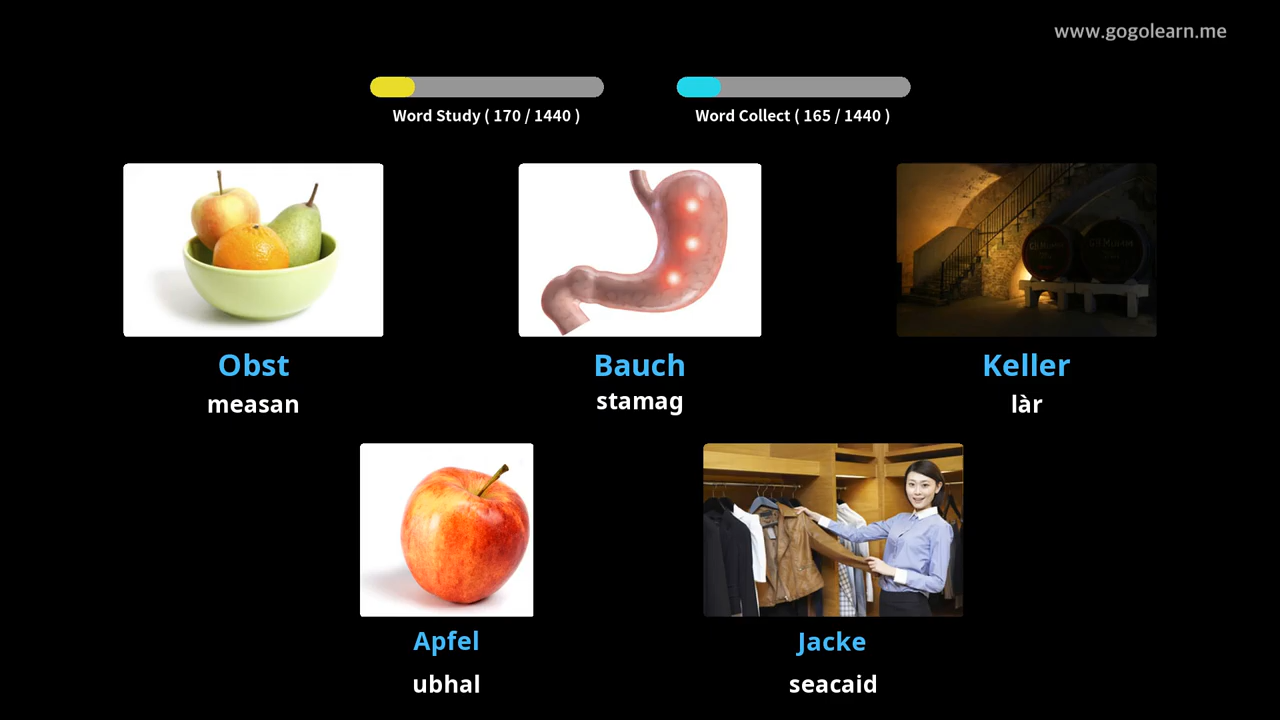 www.gogolearn.me
Word Study ( 170 / 1440 )
Word Collect ( 165 / 1440 )
Obst
Bauch
Keller
measan
stamag
làr
Apfel
Jacke
ubhal
seacaid